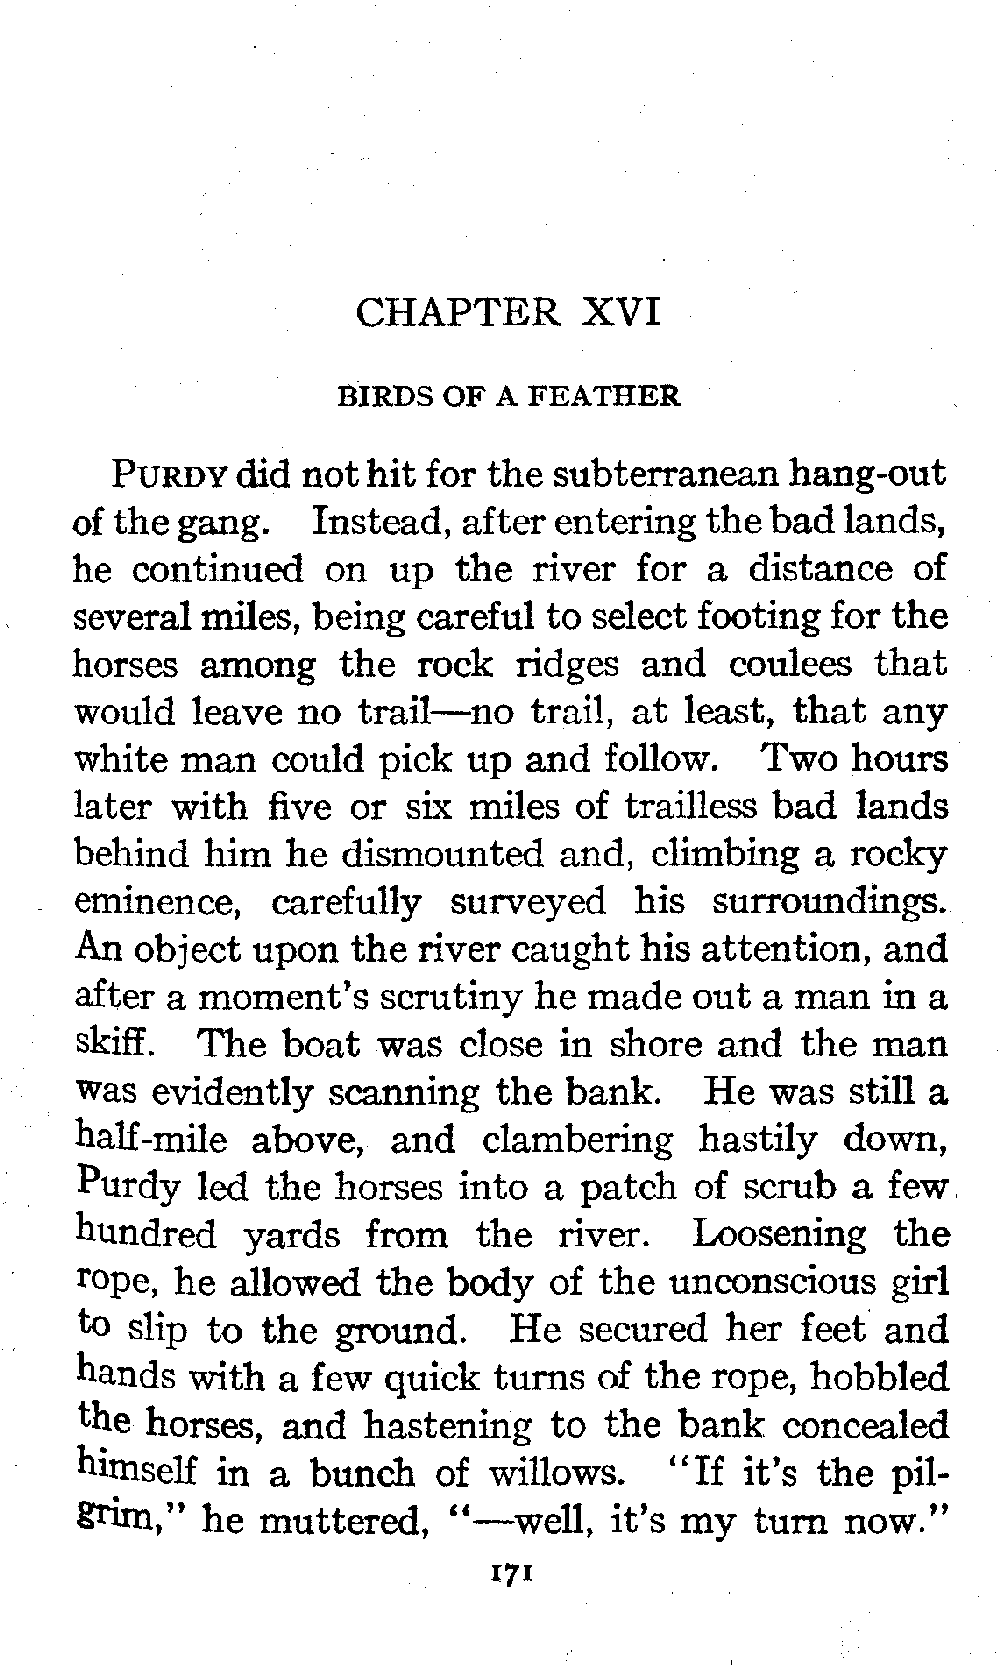 CHAPTER XVI
BIRDS OF A FEATHER
PURDY did not hit for the subterranean hang-out
of the gang. Instead, after entering the bad lands,
he continued on up the river for a distance of
several miles, being careful to select footing for the
horses among the rock ridges and coulees that
would leave no trail—no trail, at least, that any
white man could pick up and follow. Two hours
later with five or six miles of trailless bad lands
behind him he dismounted and, climbing a rocky
eminence, carefully surveyed his surroundings.
An object upon the river caught his attention, and
after a moment's scrutiny he made out a man in a
skiff. The boat was close in shore and the man
was evidently scanning the bank. He was still a
half-mile above, and clambering hastily down,
Purdy led the horses into a patch of scrub a few
hundred yards from the river. Loosening the
rope, he allowed the body of the unconscious girl
to slip to the ground. He secured her feet and
hands with a few quick turns of the rope, hobbled
the horses, and hastening to the bank concealed
himself in a bunch of willows. "If it's the pil-
grim," he muttered, "—well, it's my turn now."
171